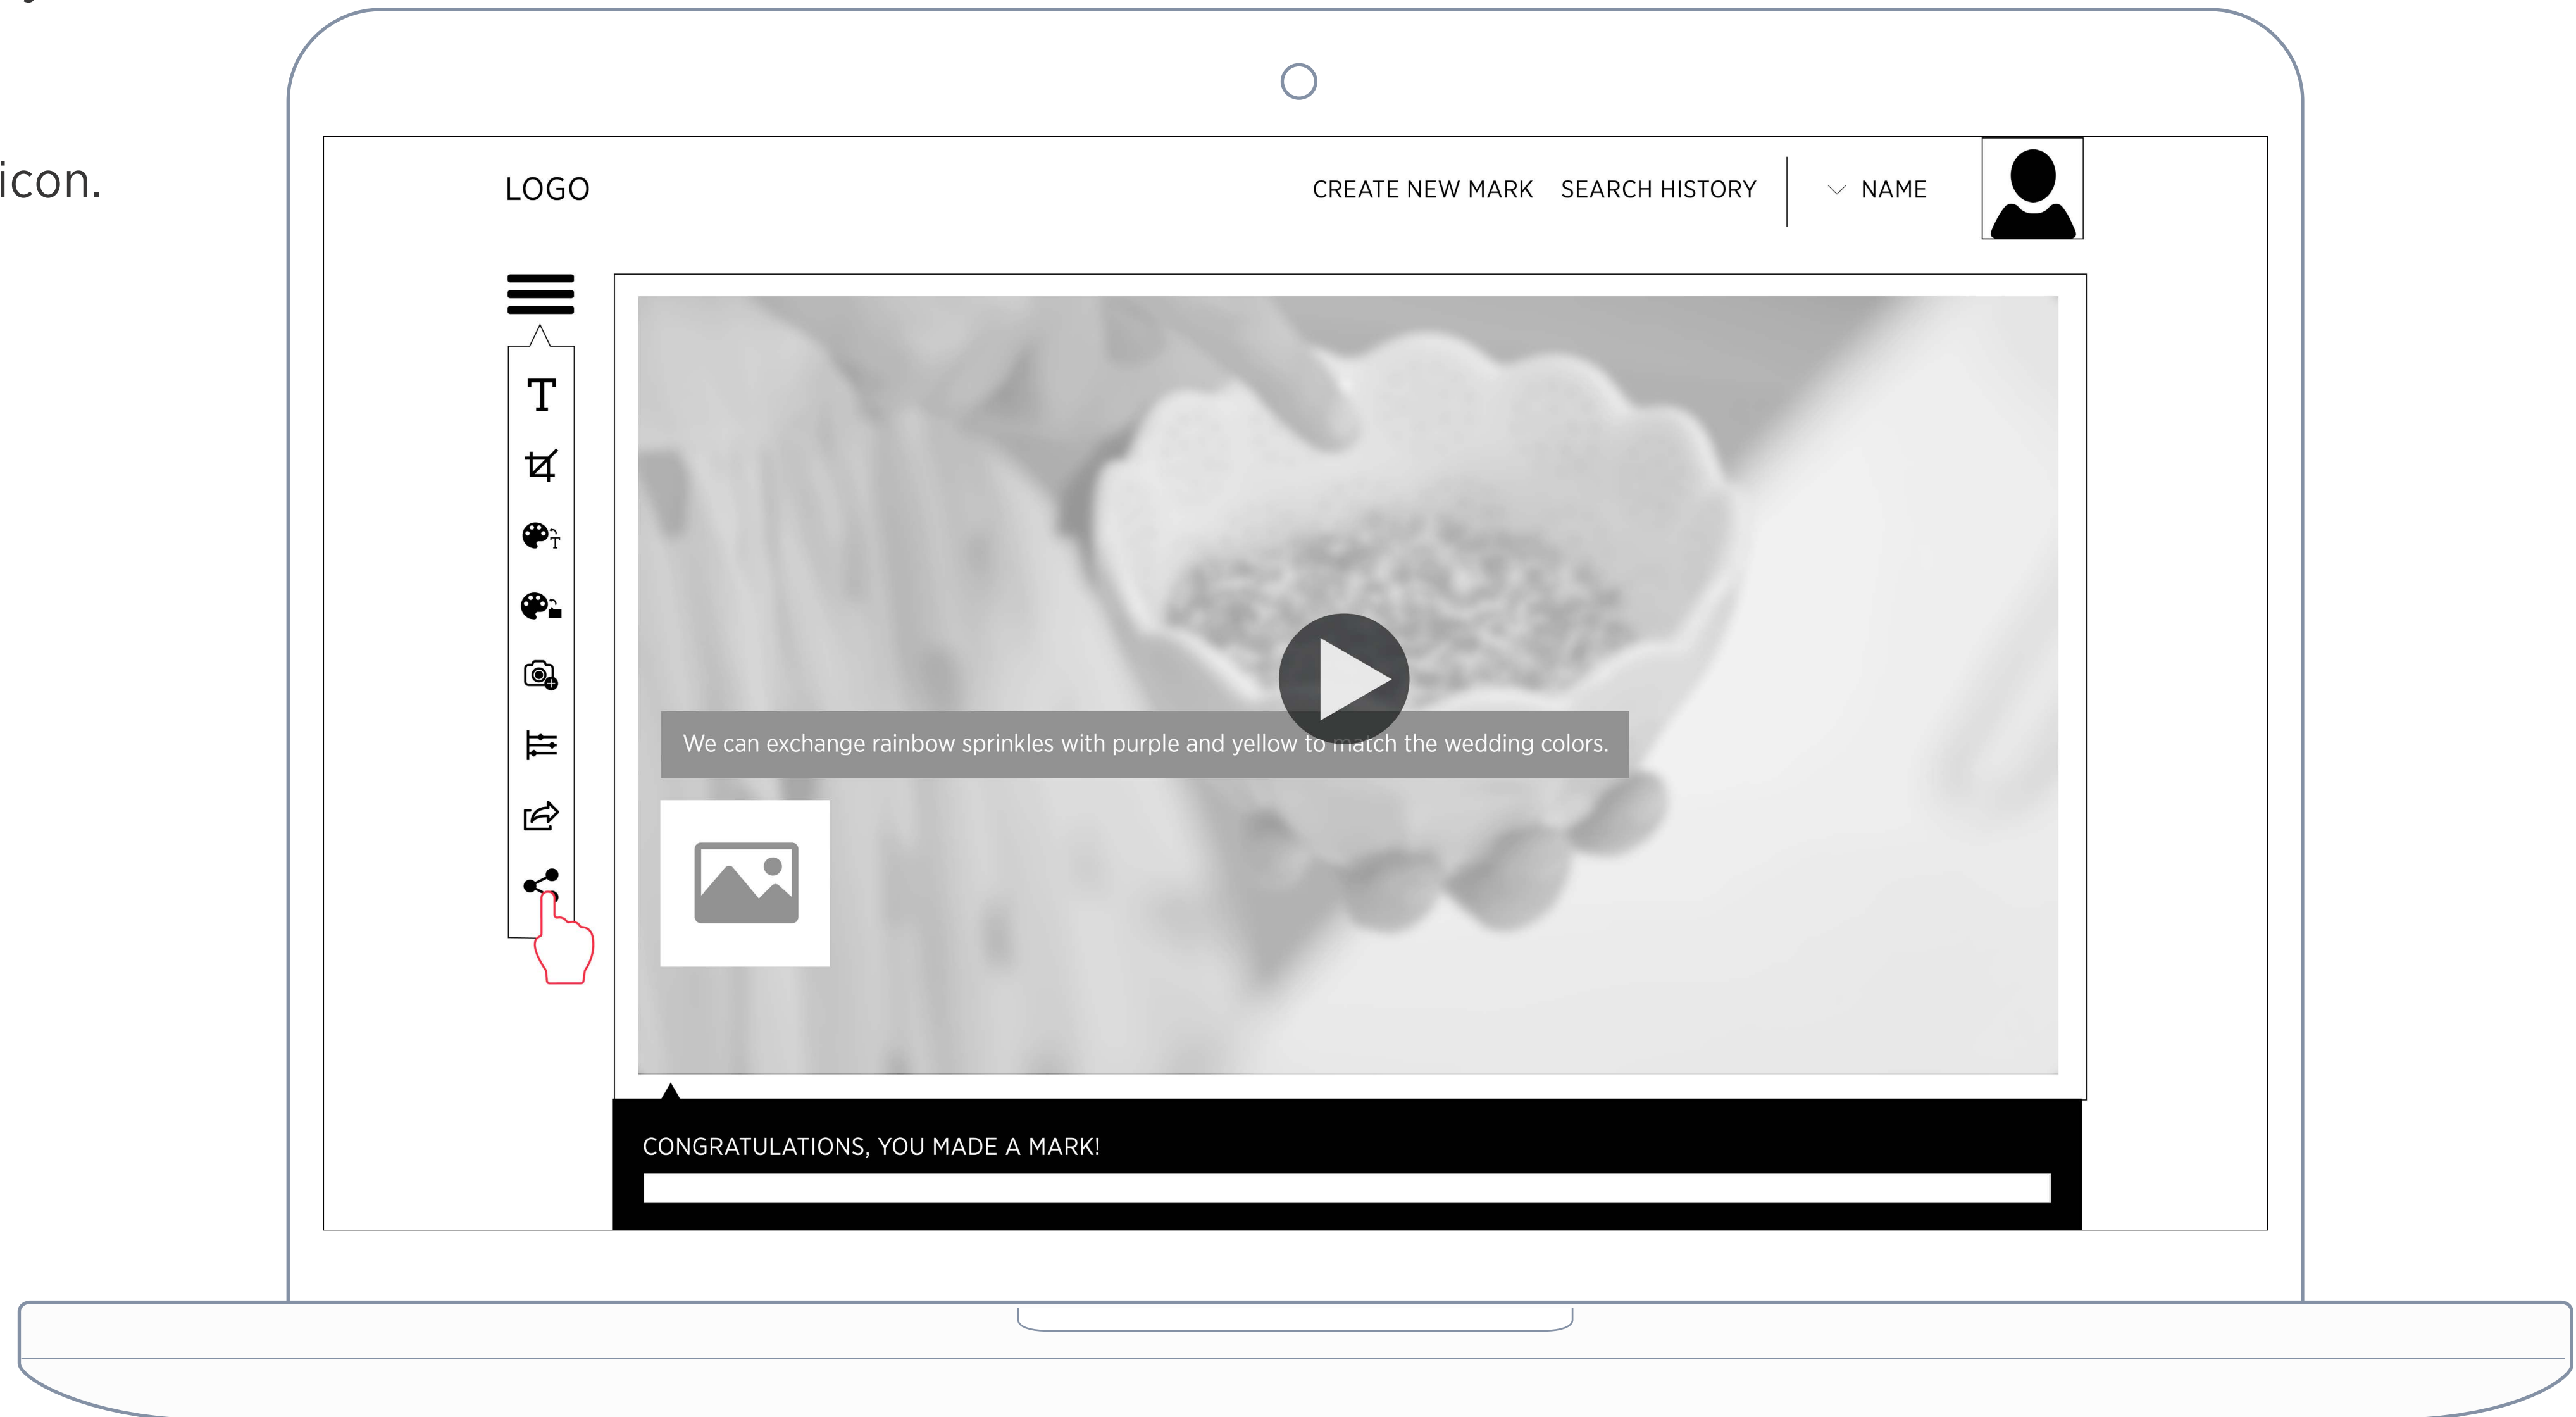 icon.
LOGO
CREATE NEW MARK SEARCH HISTORY NAME
T
T
We can exchange rainbow sprinkles with purple and yellow to match the wedding colors.
CONGRATULATIONS, YOU MADE A MARK!